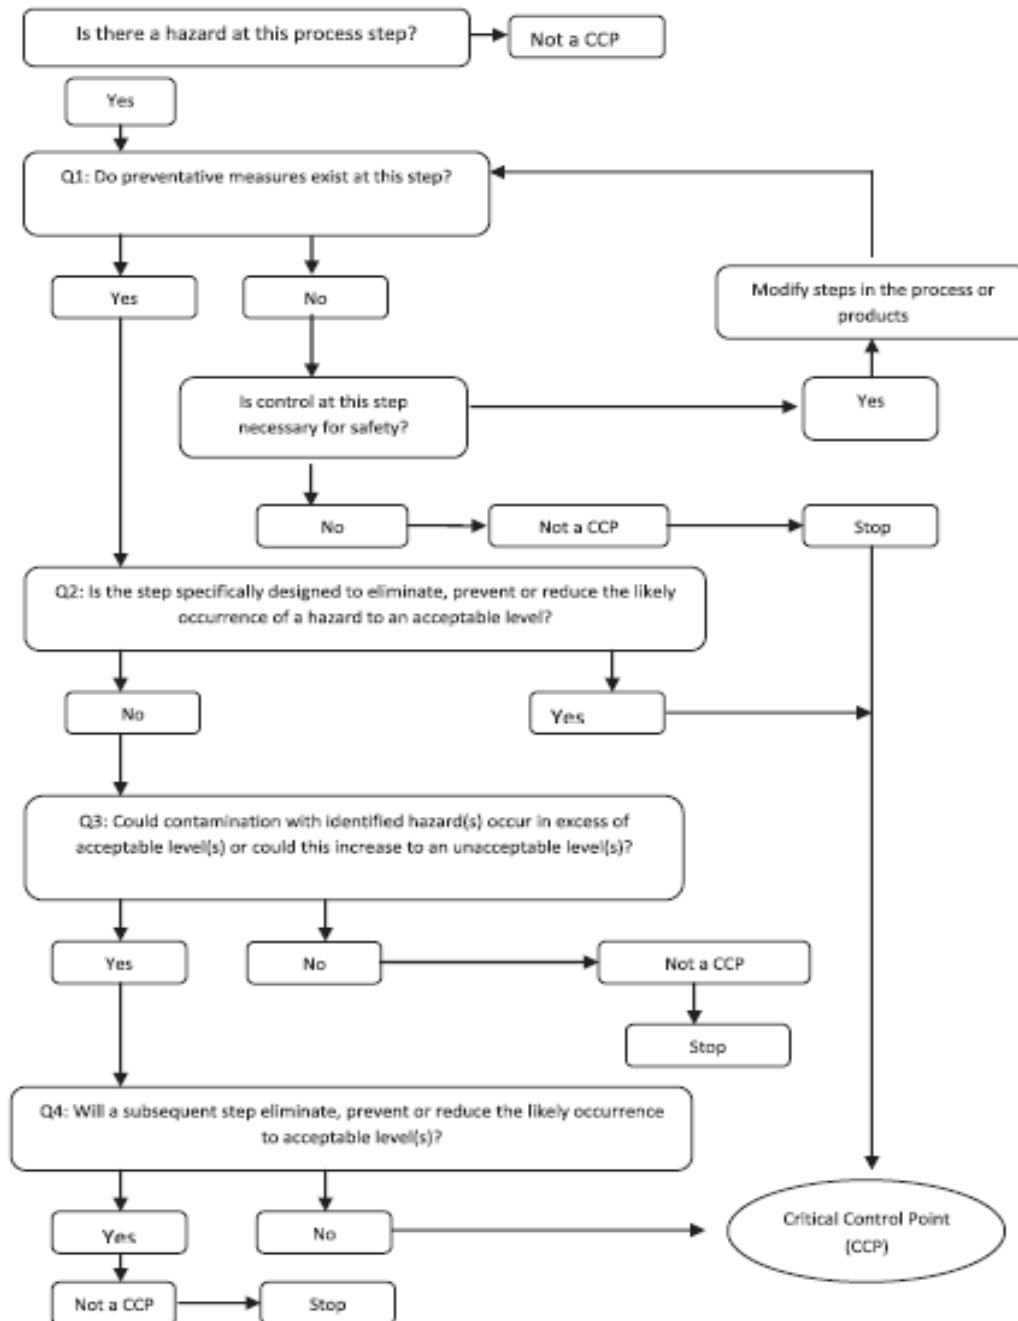 Is there a hazard at this process step?
Not a CCP
Yes
Q1: Do preventative measures exist at this step?
Yes
No
Modify steps in the process or
products
Is control at this step
necessary for safety?
Yes
No
Not a CCP
Stop
Q2: Is the step specifically designed to eliminate, prevent or reduce the likely
occurrence of a hazard to an acceptable level?
No
Yes
Q3: Could contamination with identified hazard(s) occur in excess of
acceptable level(s) or could this increase to an unacceptable level(s)?
Yes
No
Not a CCP
Stop
Q4: Will a subsequent step eliminate, prevent or reduce the likely occurrence
to acceptable level(s)?
Yes
No
Critical Control Point
(CCP)
Not a CCP
Stop